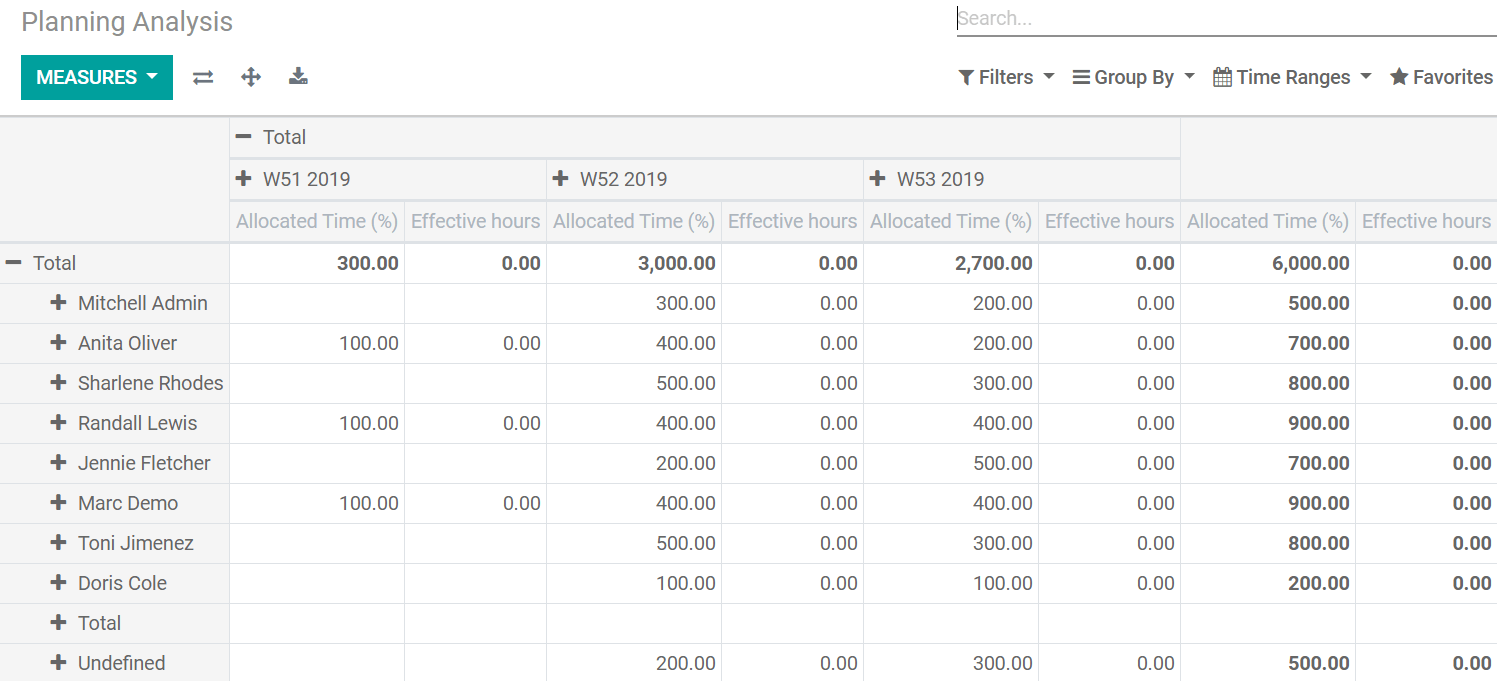 Planning Analysis
Search...
MEASURES
Filters Group By Time Ranges Favorites
Total
W51 2019 W52 2019 W53 2019
Allocated Time (%) Effective hours Allocated Time (%) Effective hours Allocated Time (%) Effective hours Allocated Time (%) Effective hours
Total 300.00 0.00 3,000.00 0.00 2,700.00 0.00 6,000.00 0.00
Mitchell Admin 300.00 0.00 200.00 0.00 500.00 0.00
Anita Oliver 100.00 0.00 400.00 0.00 200.00 0.00 700.00 0.00
Sharlene Rhodes 500.00 0.00 300.00 0.00 800.00 0.00
Randall Lewis 100.00 0.00 400.00 0.00 400.00 0.00 900.00 0.00
Jennie Fletcher 200.00 0.00 500.00 0.00 700.00 0.00
Marc Demo 100.00 0.00 400.00 0.00 400.00 0.00 900.00 0.00
Toni Jimenez 500.00 0.00 300.00 0.00 800.00 0.00
Doris Cole 100.00 0.00 100.00 0.00 200.00 0.00
Total
Undefined 200.00 0.00 300.00 0.00 500.00 0.00